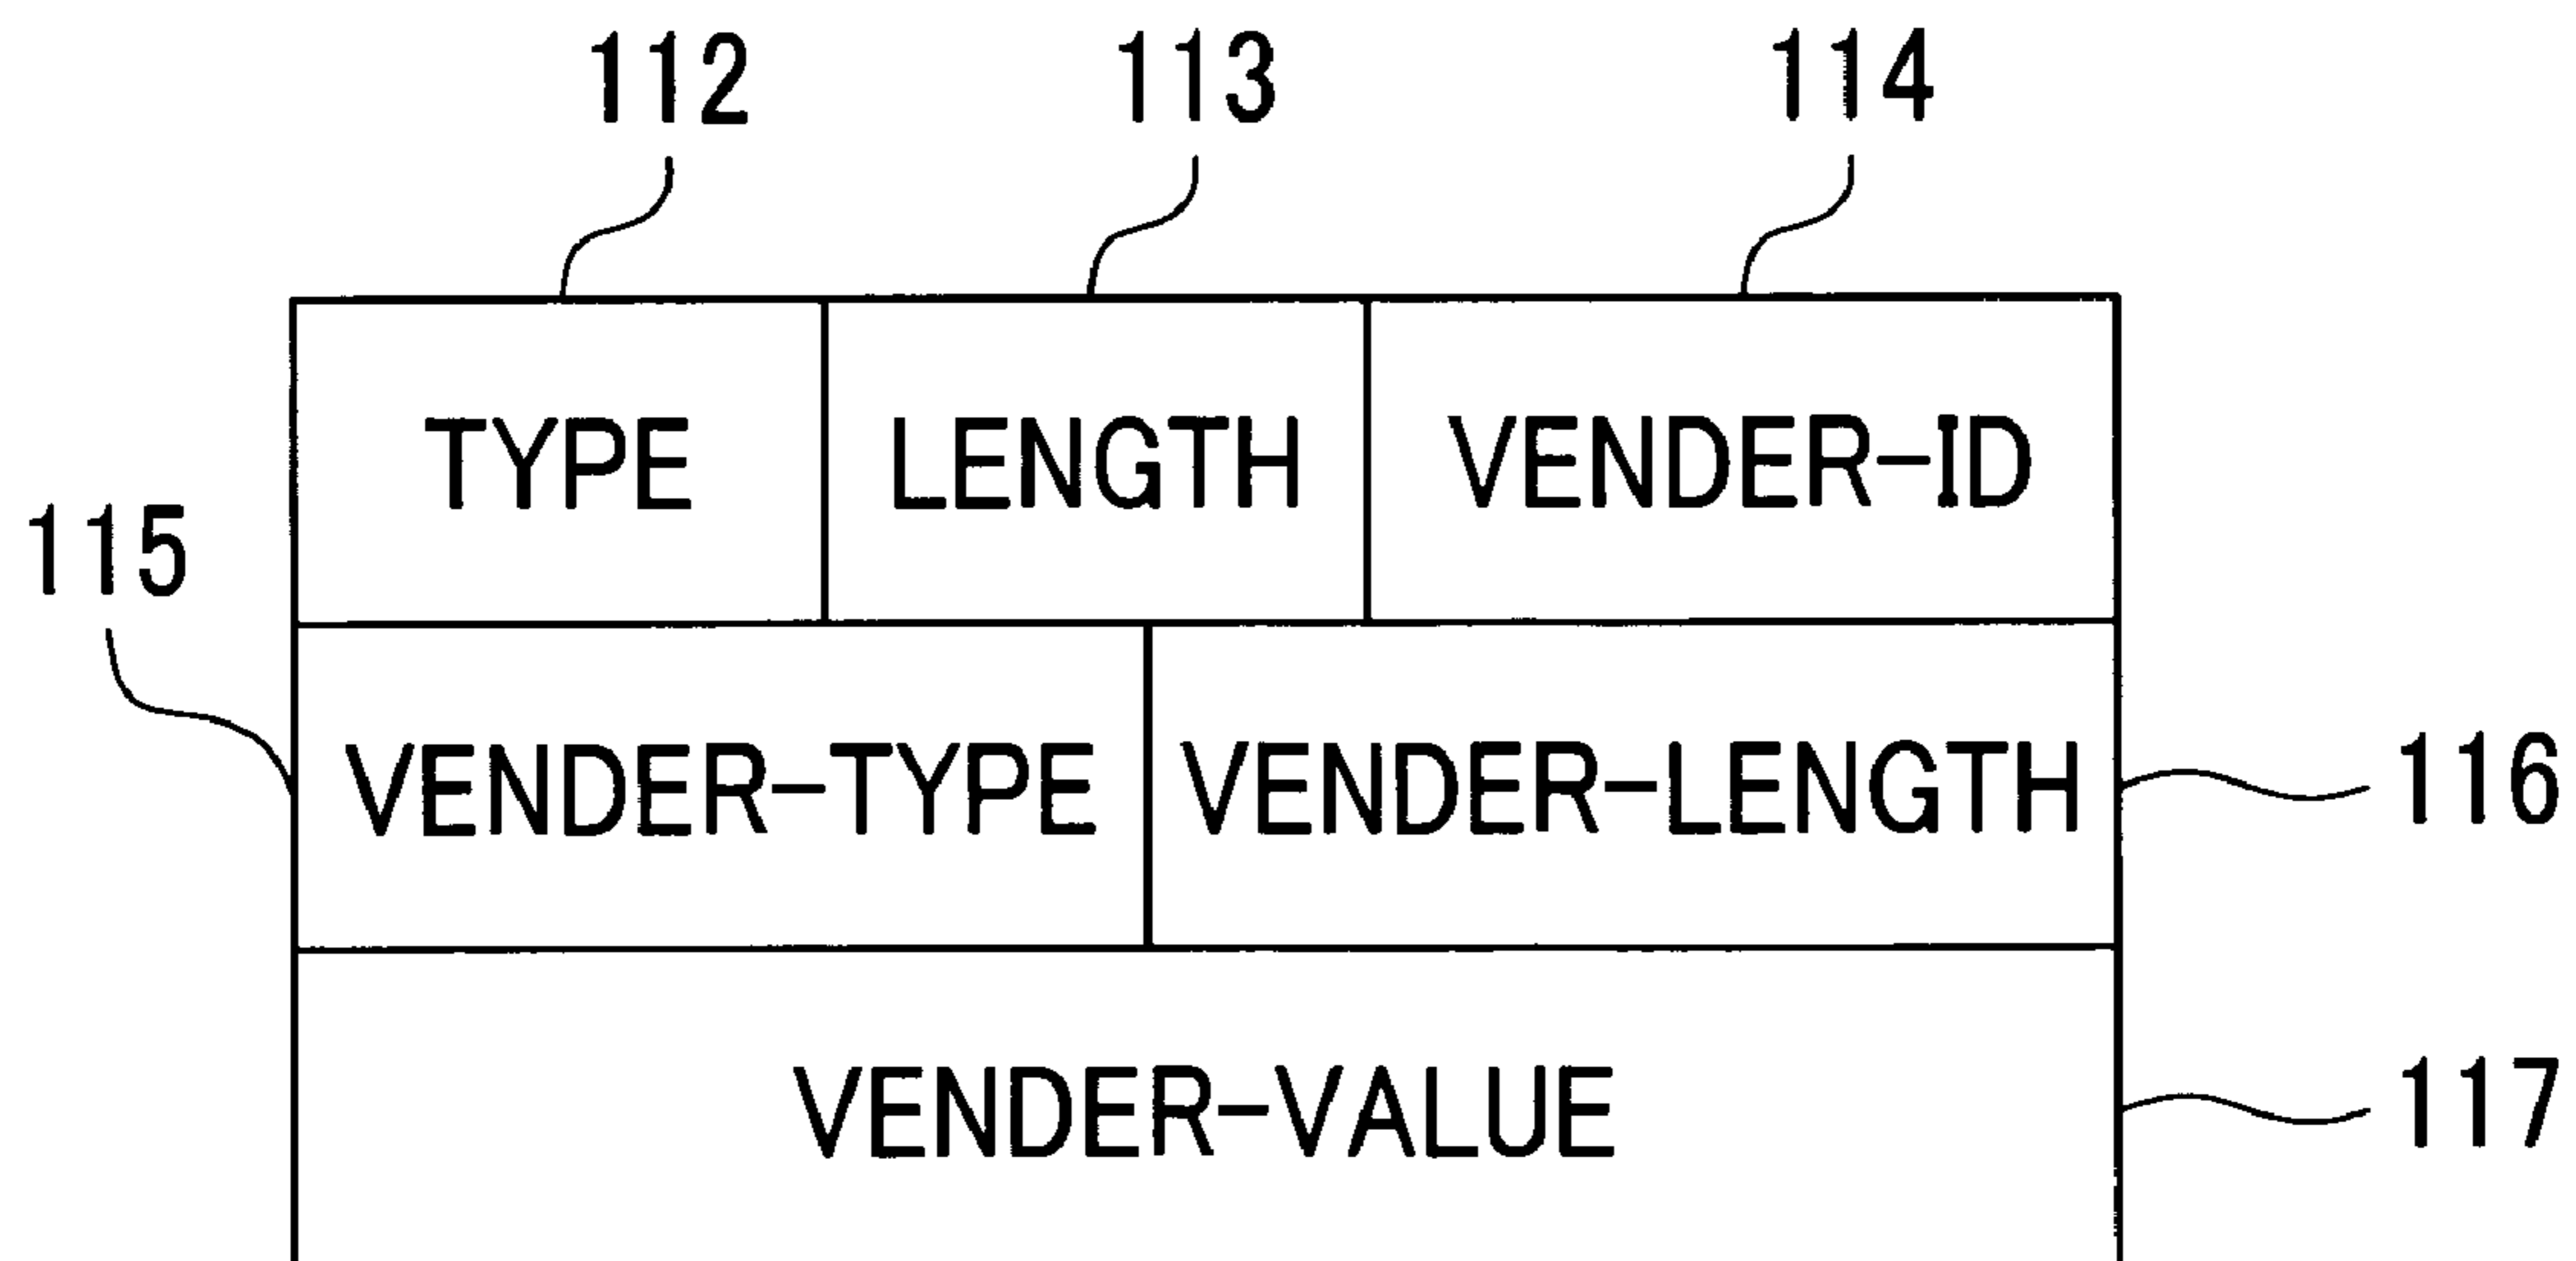 112 113 114
TYPE LENGTH VENDER-ID
115
VENDER-TYPE VENDER-LENGTH 116
VENDER-VALUE 117